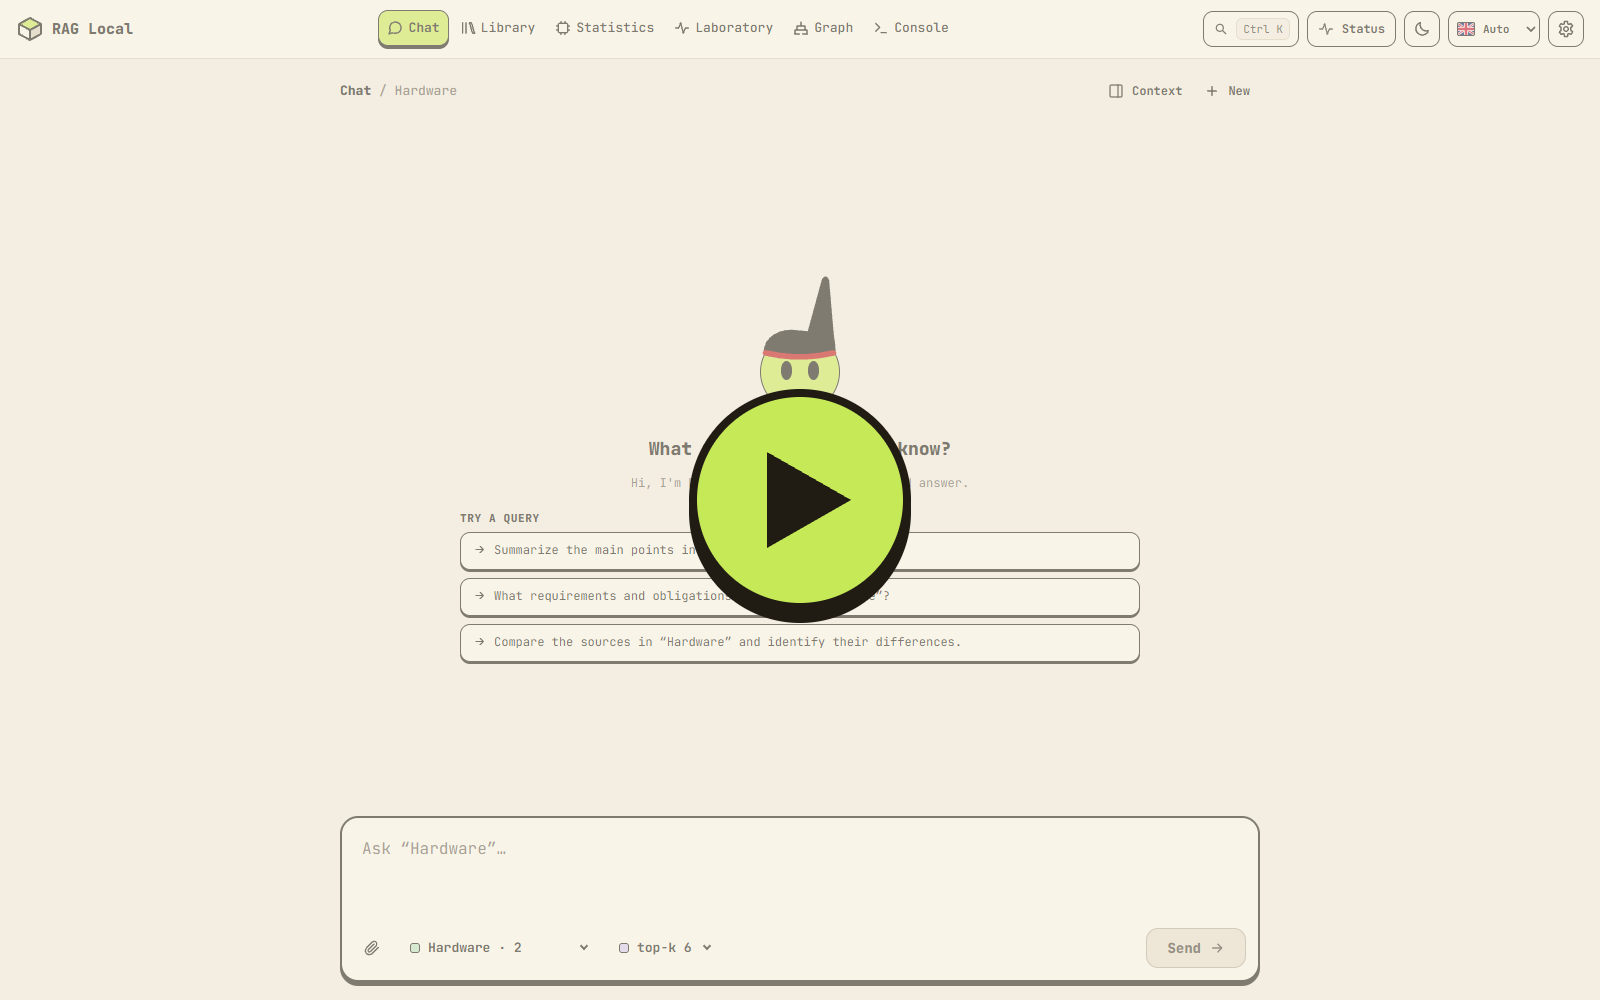 RAG Local
Chat
Library
Statistics
Laboratory
Graph
Console
Ctrl K
Status
Auto
Chat / Hardware
Context
New
What know?
Hi, I'm answer.
TRY A QUERY
→ Summarize the main points in
→ What requirements and obligations ”?
→ Compare the sources in “Hardware” and identify their differences.
Ask “Hardware”…
Hardware · 2
top-k 6
Send →